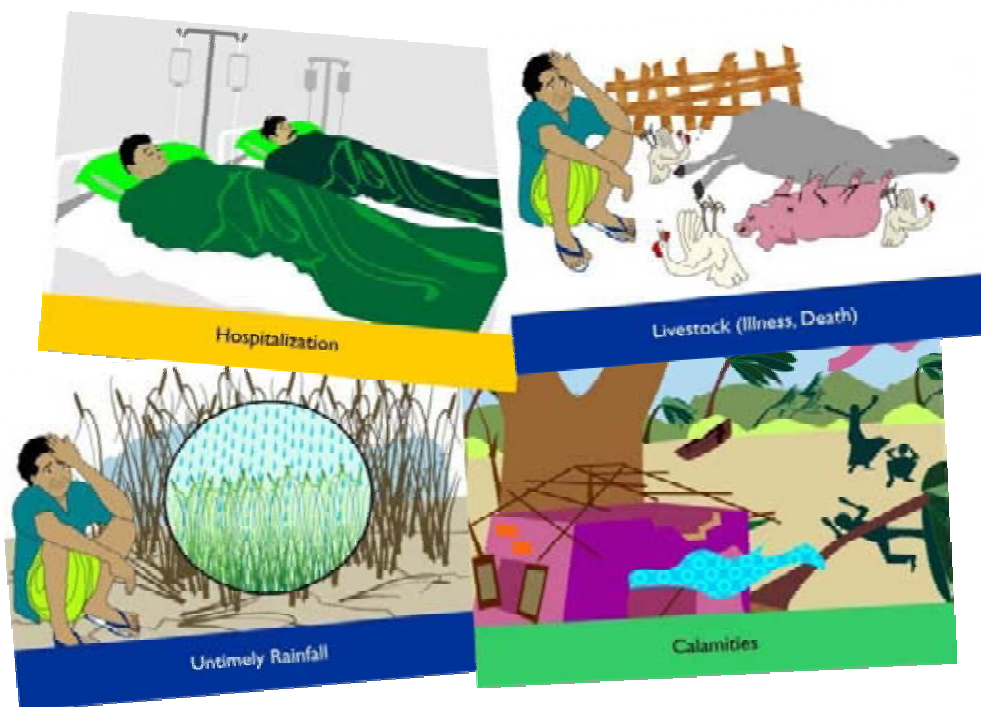 Hospitalization
Livestock (Illness, Death)
Untimely Rainfall
Calamities